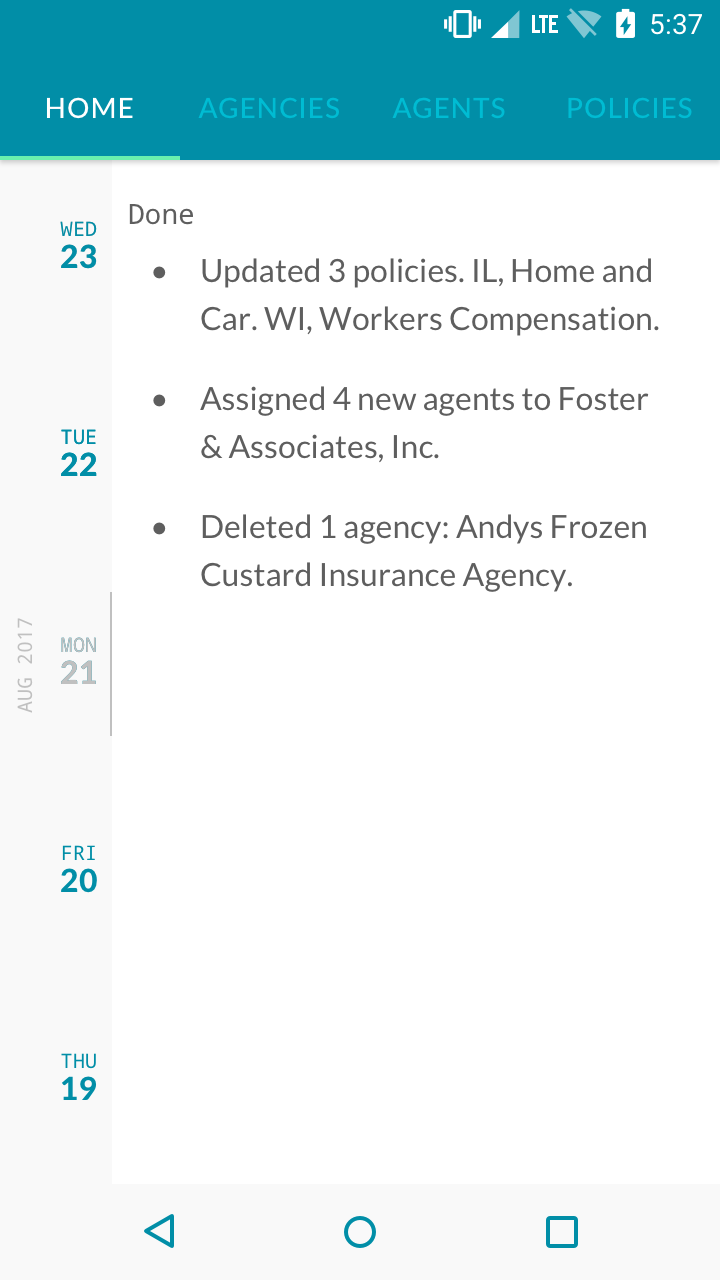 LTE 5:37
HOME AGENCIES AGENTS POLICIES
WED
23
TUE
22
AUG 2017
MON
21
FRI
20
THU
19
Done
• Updated 3 policies. IL, Home and
Car. WI, Workers Compensation.
• Assigned 4 new agents to Foster
& Associates, Inc.
• Deleted 1 agency: Andys Frozen
Custard Insurance Agency.